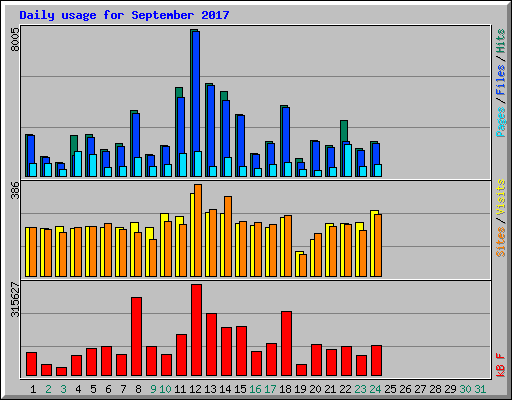 Daily usage for September 2017
8005
386
315627
Pages / Files / Hits
Sites / Visits
kB F
1 2 3 4 5 6 7 8 9 10 11 12 13 14 15 16 17 18 19 20 21 22 23 24 25 26 27 28 29 30 31